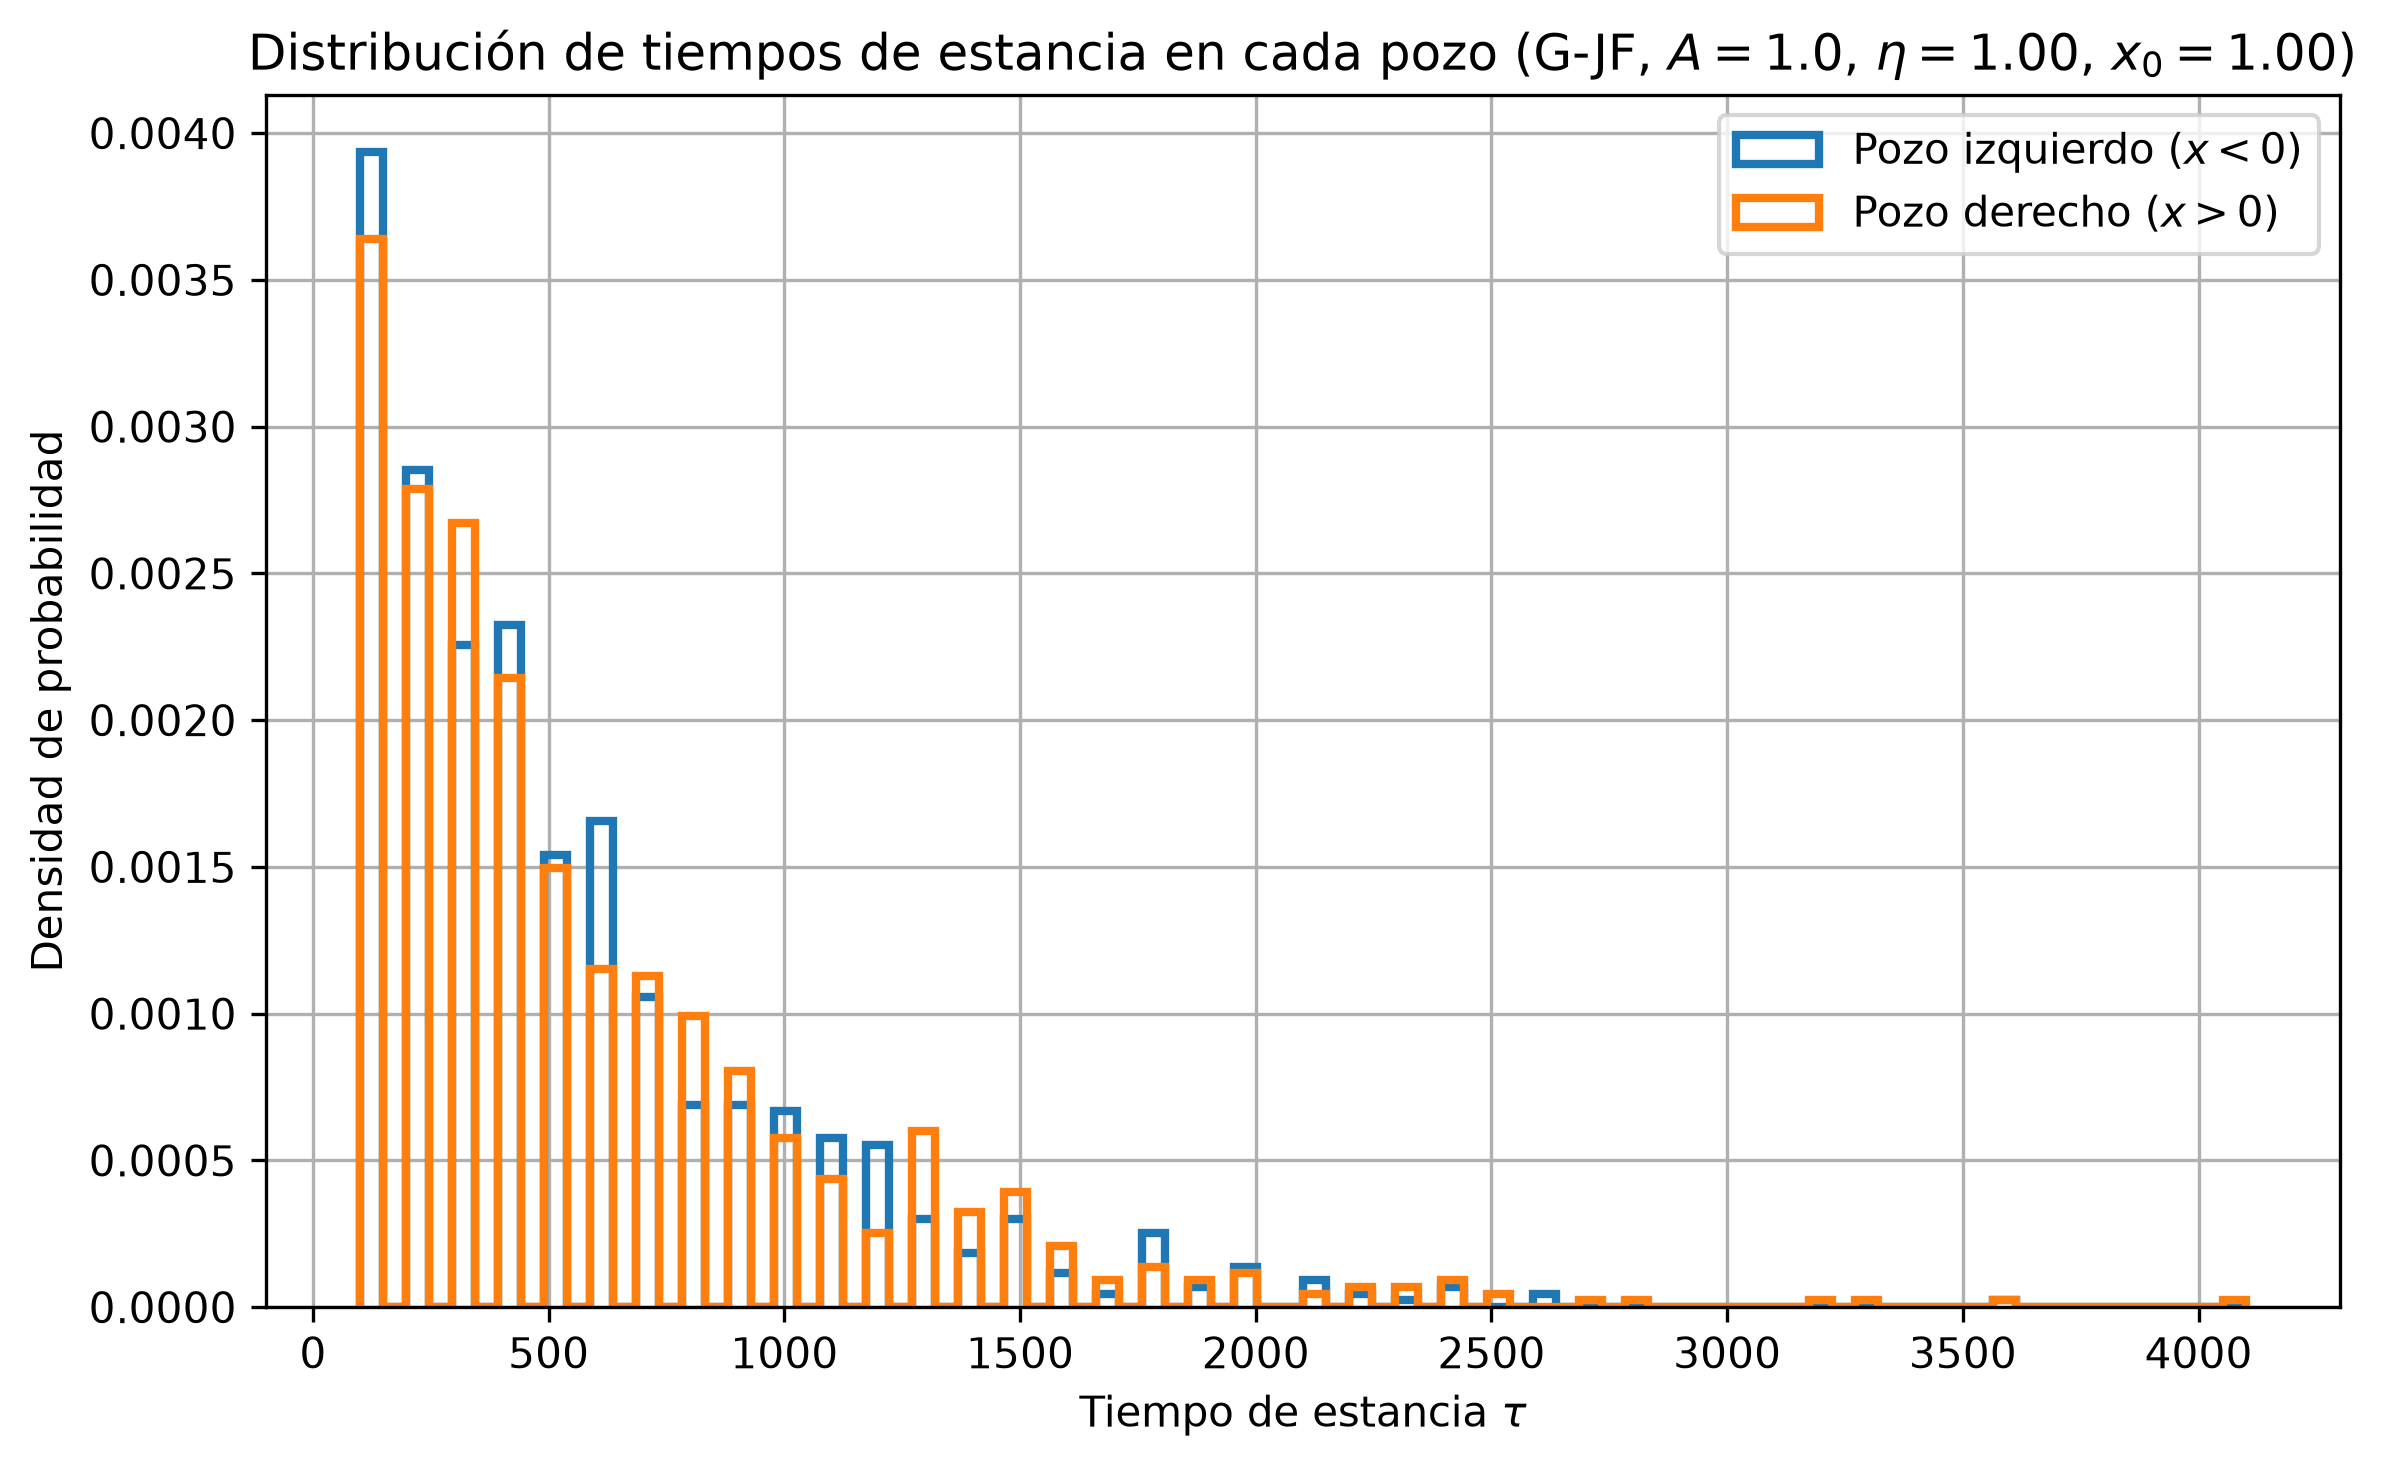 Distribución de tiempos de estancia en cada pozo (G-JF, A = 1.0, η = 1.00, x₀ = 1.00)
Pozo izquierdo (x < 0)
Pozo derecho (x > 0)
Densidad de probabilidad
0.0040
0.0035
0.0030
0.0025
0.0020
0.0015
0.0010
0.0005
0.0000
0 500 1000 1500 2000 2500 3000 3500 4000
Tiempo de estancia τ